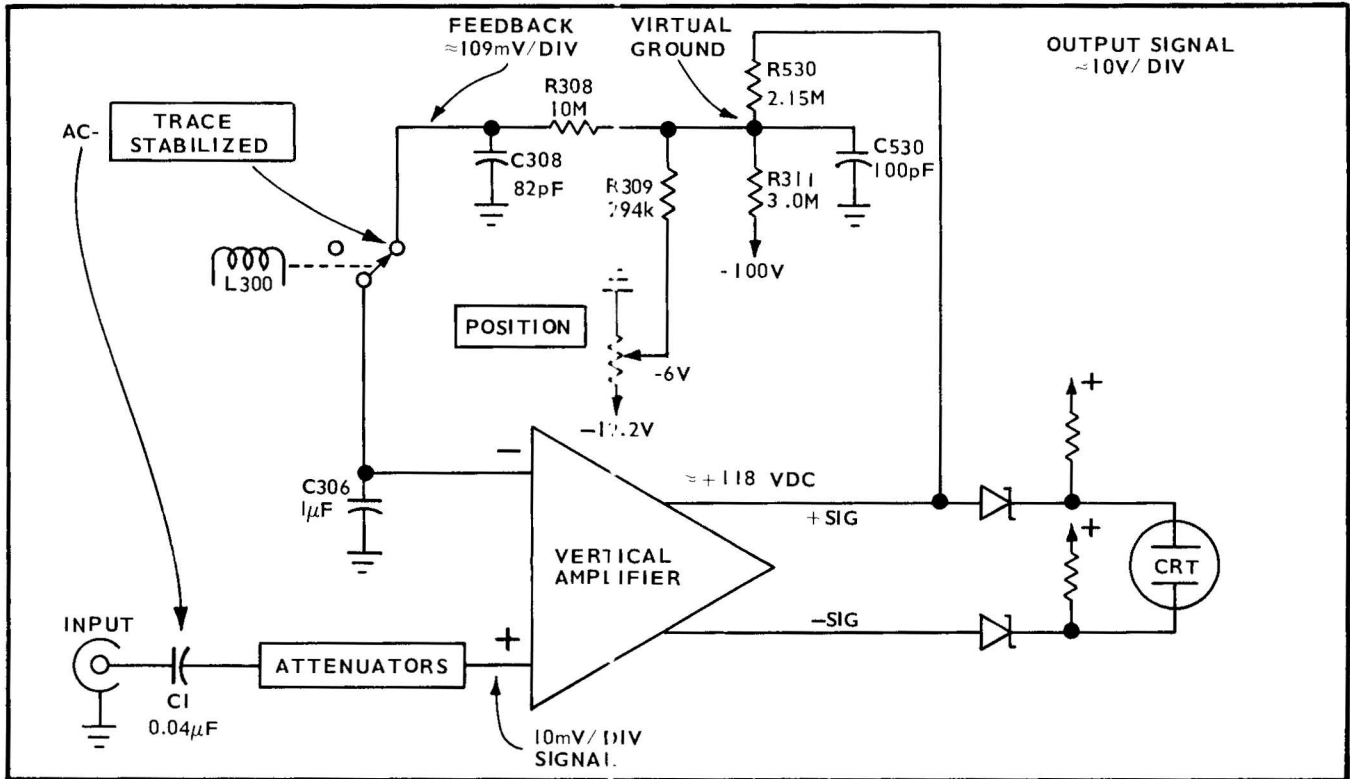 FEEDBACK
≈109mV/DIV
VIRTUAL
GROUND
OUTPUT SIGNAL
≈10V/DIV
AC-
TRACE
STABILIZED
R308
10M
R530
2.15M
C308
82pF
R309
294k
R311
3.0M
C530
100pF
L300
-100V
POSITION
-6V
-12.2V
C306
1μF
-
≈+118 VDC
+SIG
+
+
VERTICAL
AMPLIFIER
CRT
INPUT
C1
0.04μF
ATTENUATORS
+
-SIG
10mV/DIV
SIGNAL